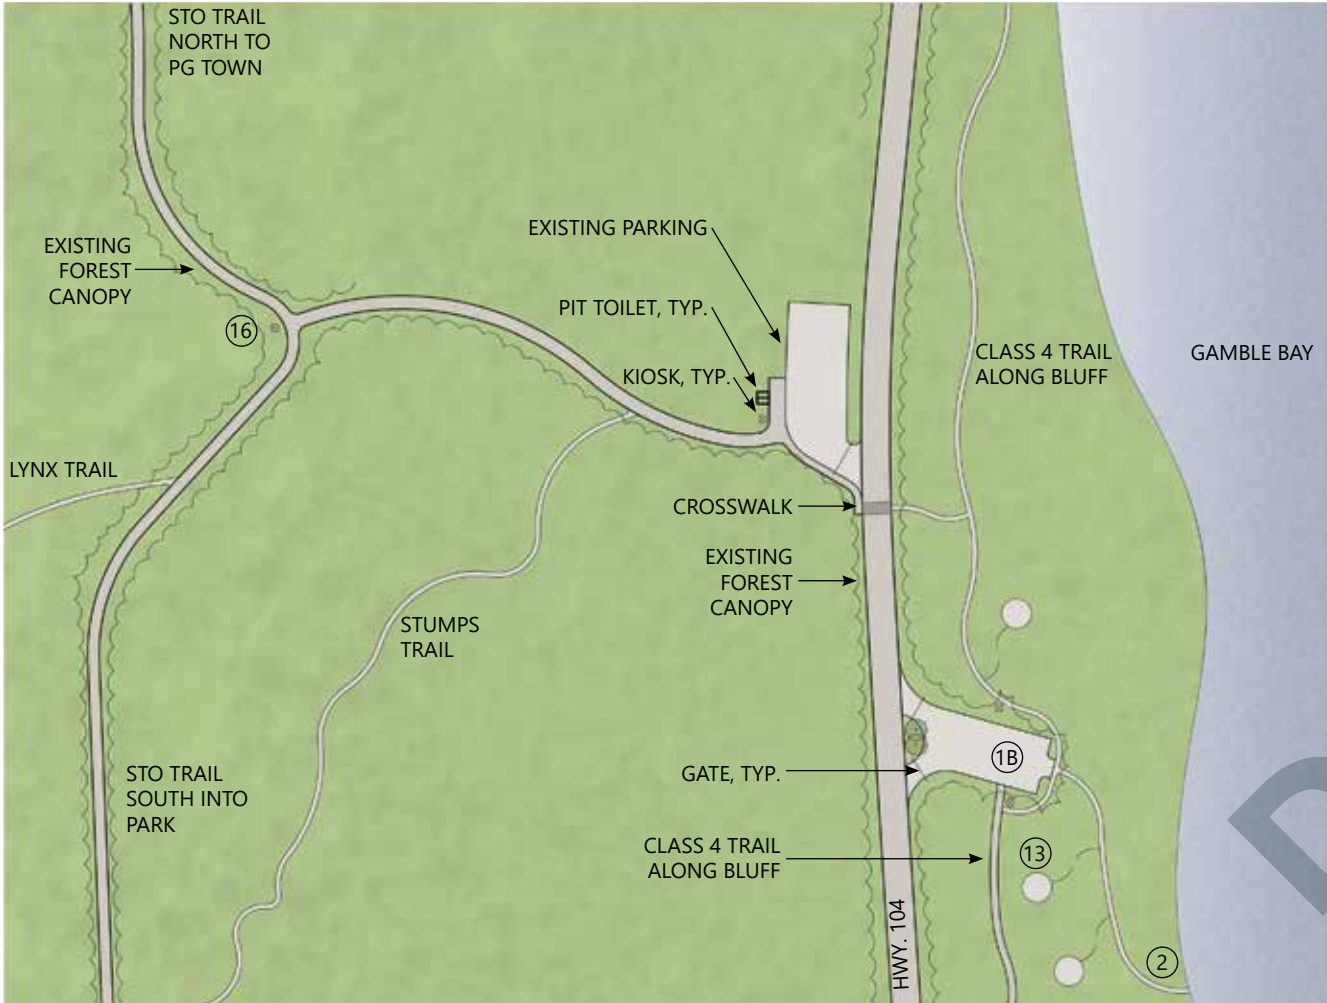 STO TRAIL
NORTH TO
PG TOWN
EXISTING
FOREST
CANOPY
16
EXISTING PARKING
PIT TOILET, TYP.
KIOSK, TYP.
CLASS 4 TRAIL
ALONG BLUFF
GAMBLE BAY
LYNX TRAIL
CROSSWALK
EXISTING
FOREST
CANOPY
STUMPS
TRAIL
STO TRAIL
SOUTH INTO
PARK
GATE, TYP.
1B
CLASS 4 TRAIL
ALONG BLUFF
13
HWY. 104
2
D